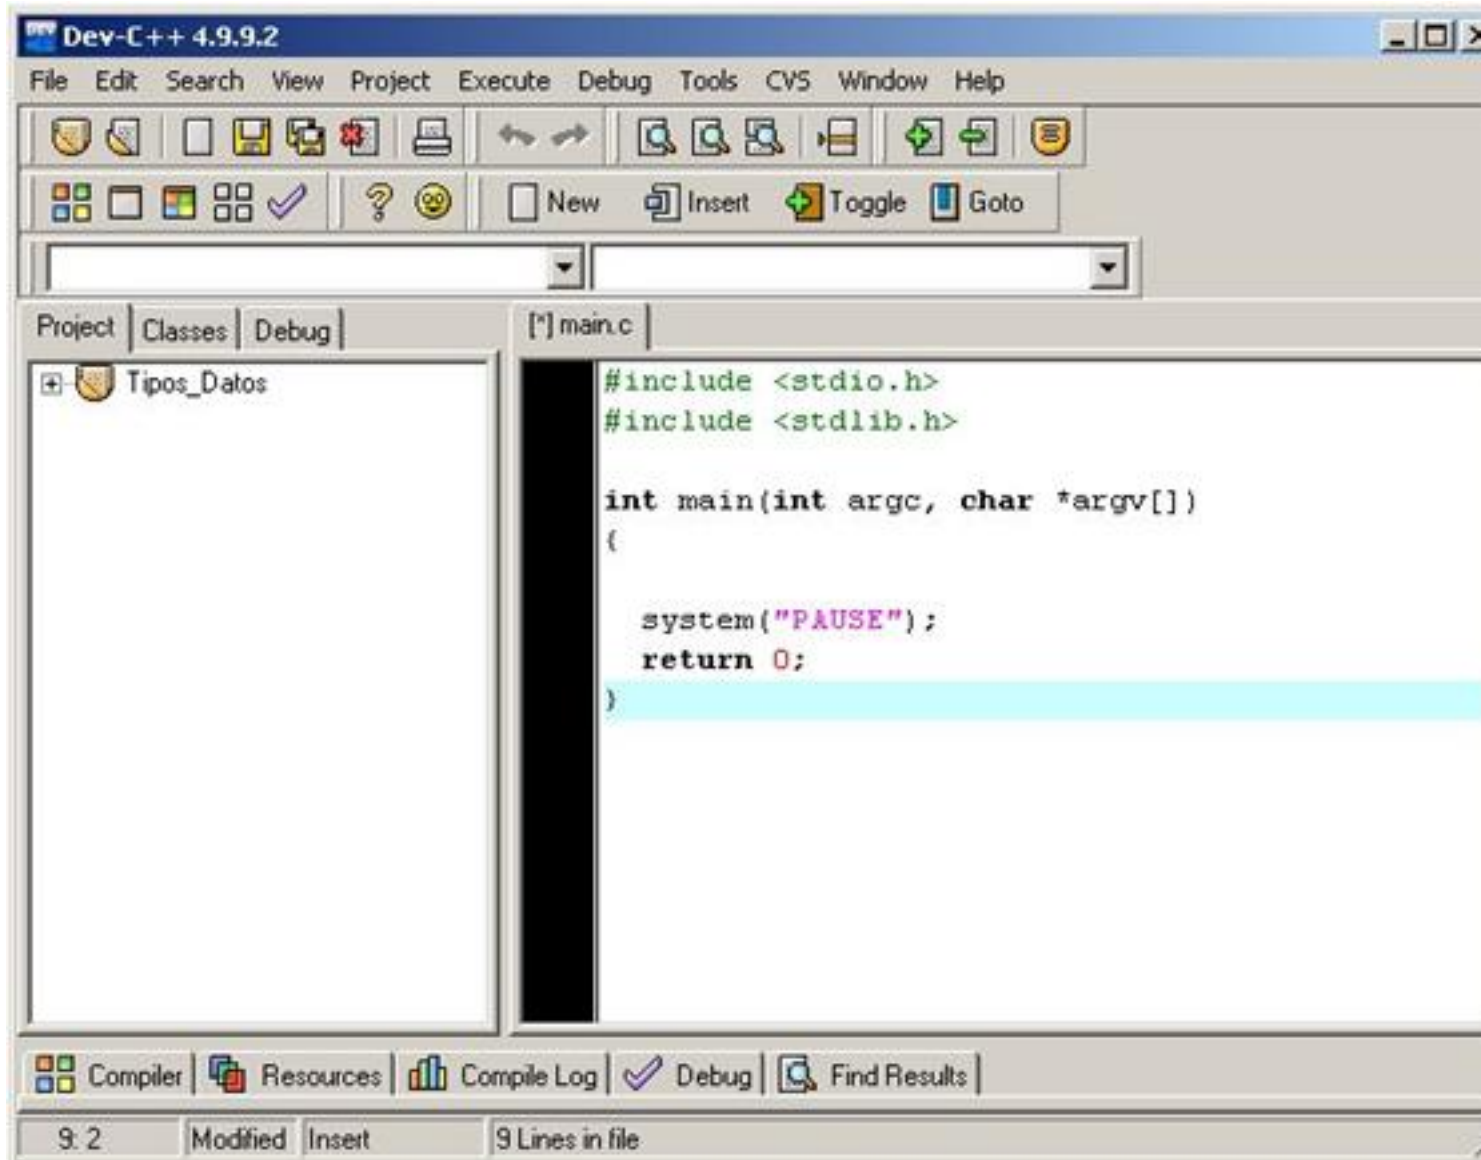 Dev-C++ 4.9.9.2
File Edit Search View Project Execute Debug Tools CVS Window Help
New Insert Toggle Goto
Project Classes Debug
[*] main.c
Tipos_Datos
#include <stdio.h>
#include <stdlib.h>
int main(int argc, char *argv[])
{
system("PAUSE");
return 0;
}
Compiler Resources Compile Log Debug Find Results
9: 2 Modified Insert 9 Lines in file